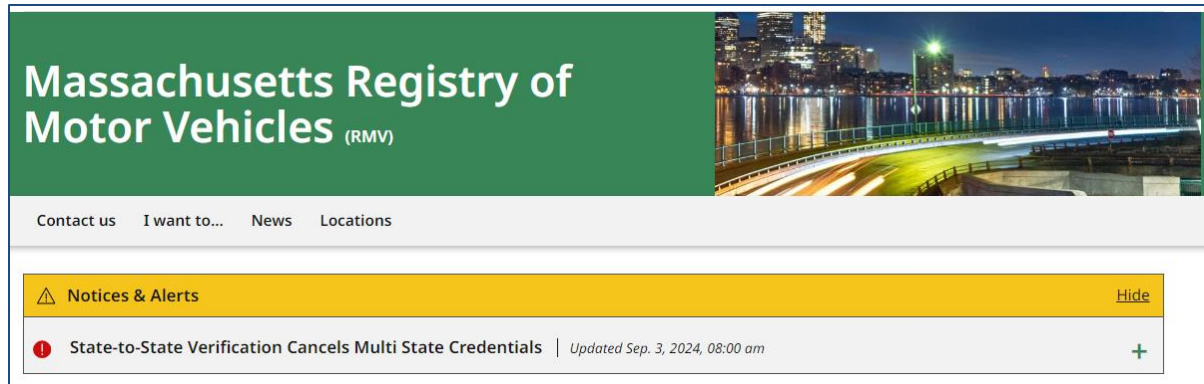 Massachusetts Registry of
Motor Vehicles (RMV)
Contact us I want to... News Locations
Notices & Alerts Hide
State-to-State Verification Cancels Multi State Credentials | Updated Sep. 3, 2024, 08:00 am +